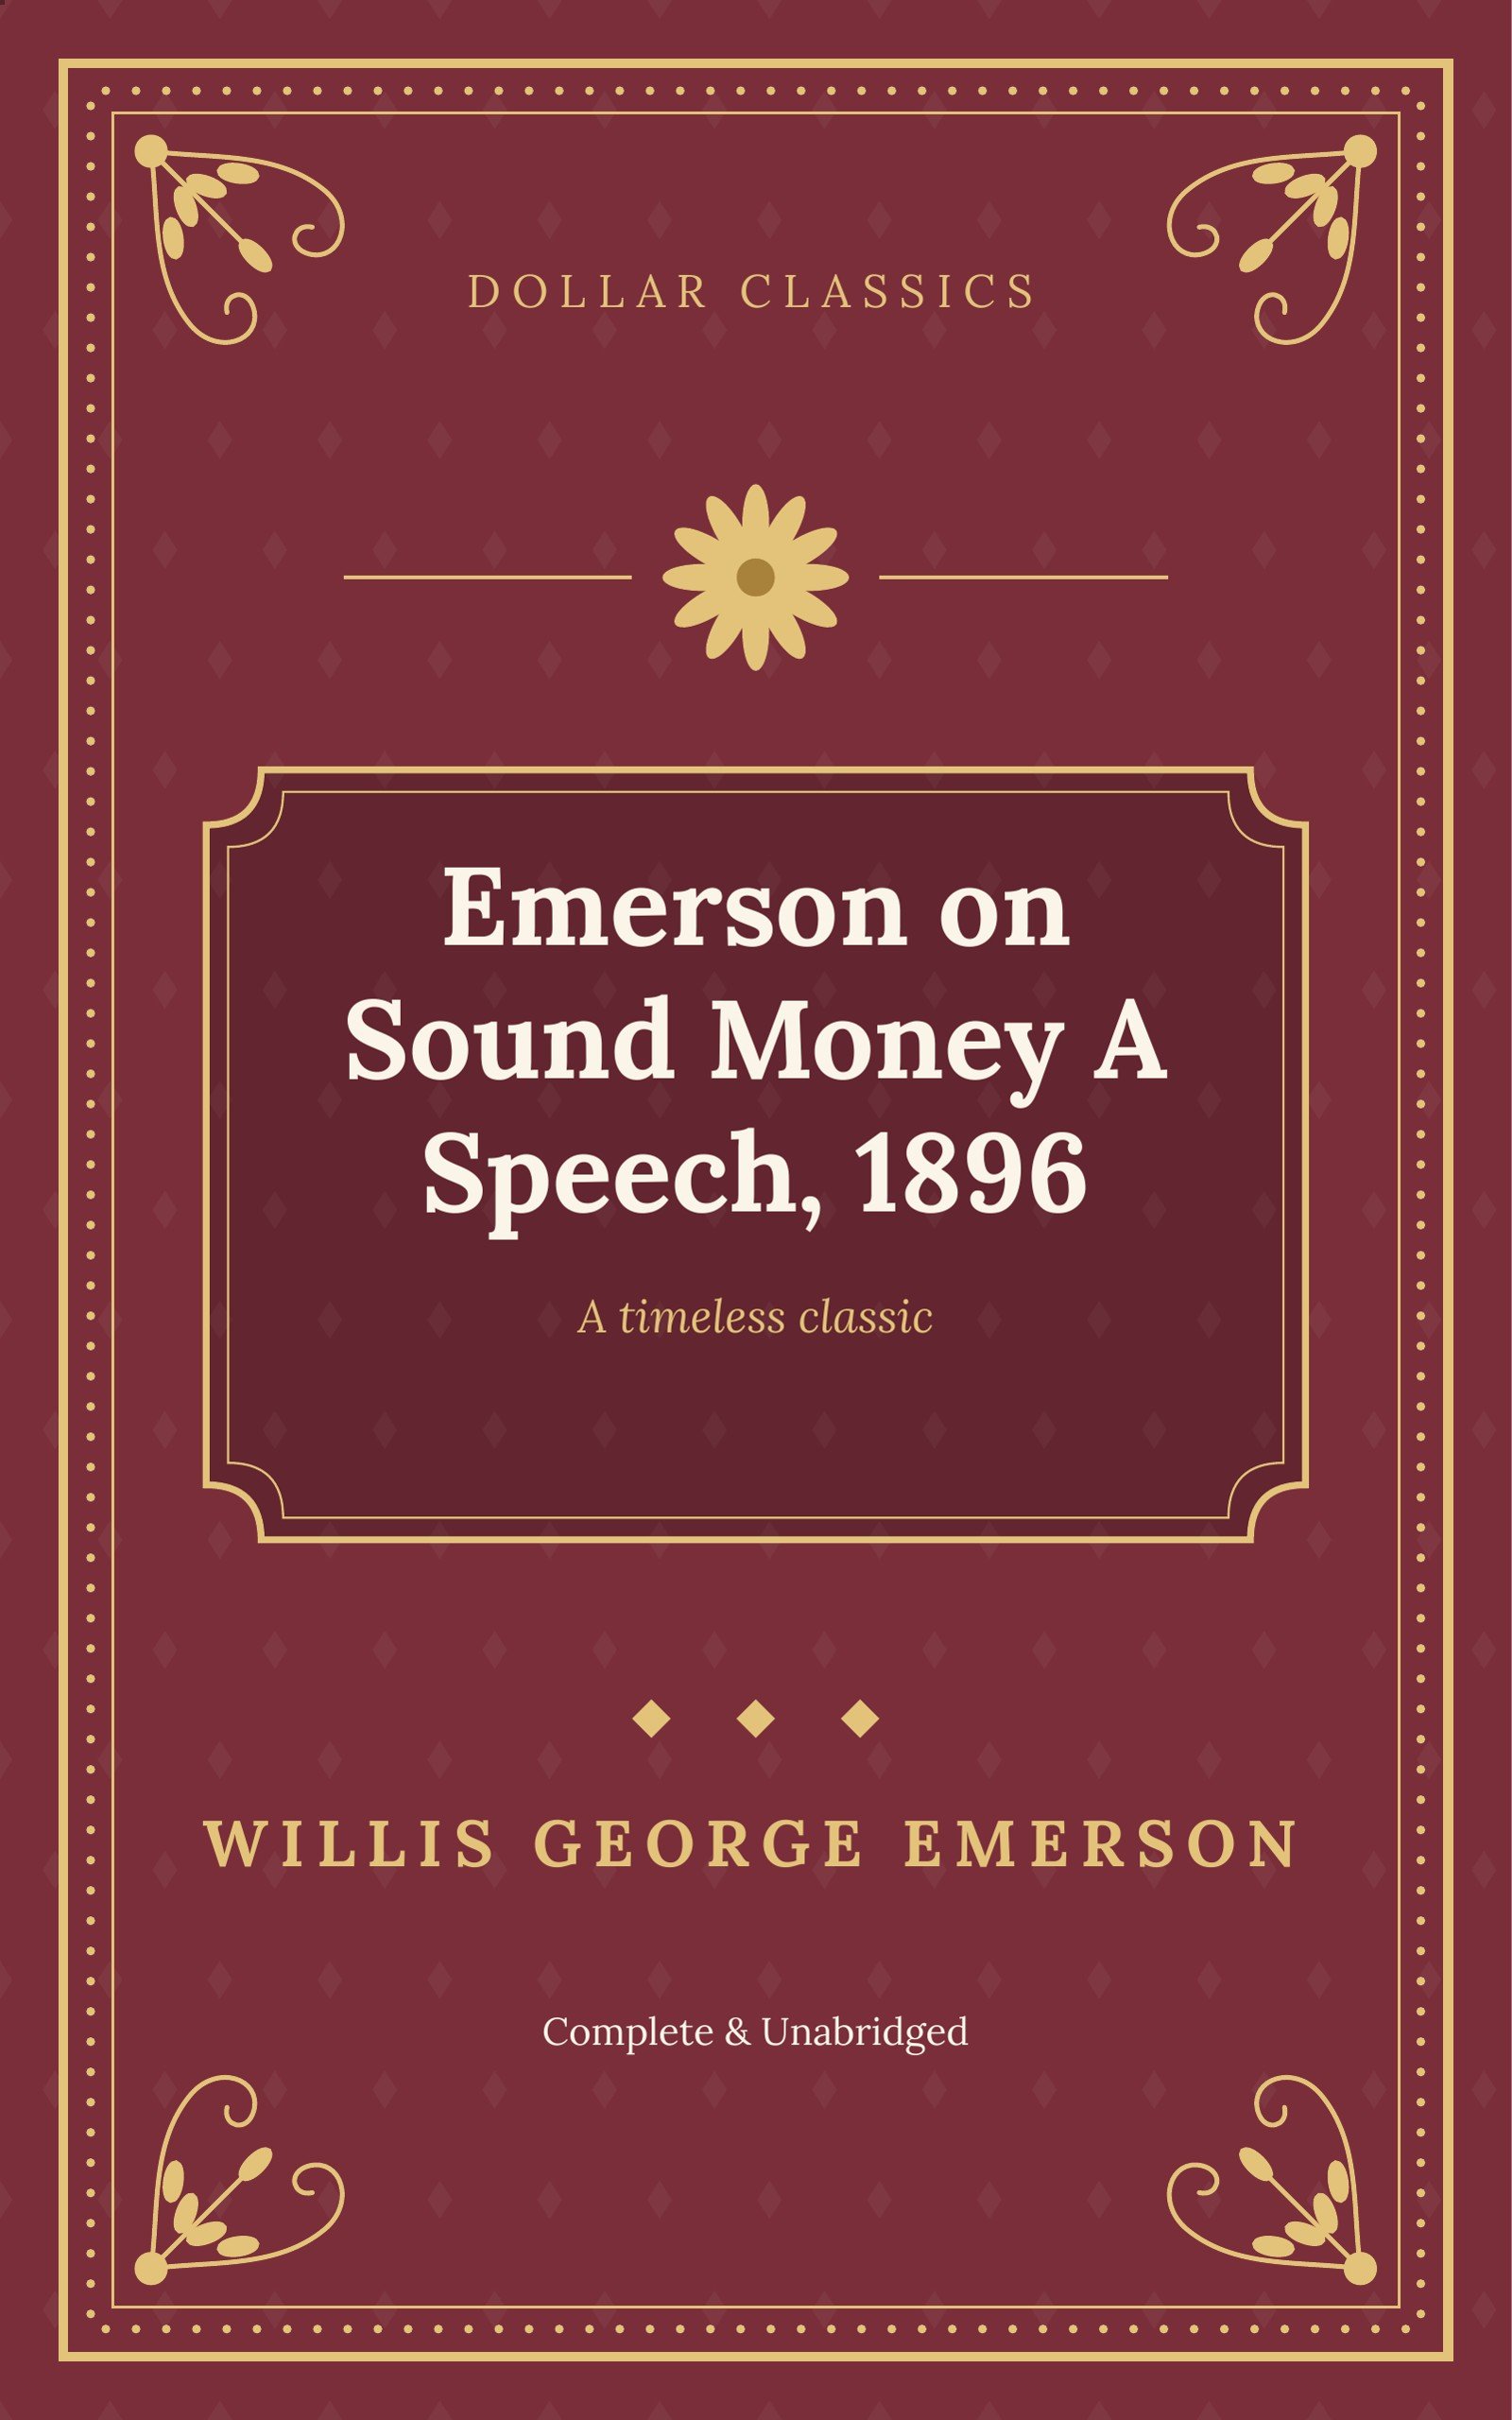 DOLLAR CLASSICS
Emerson on
Sound Money A
Speech, 1896
A timeless classic
WILLIS GEORGE EMERSON
Complete & Unabridged